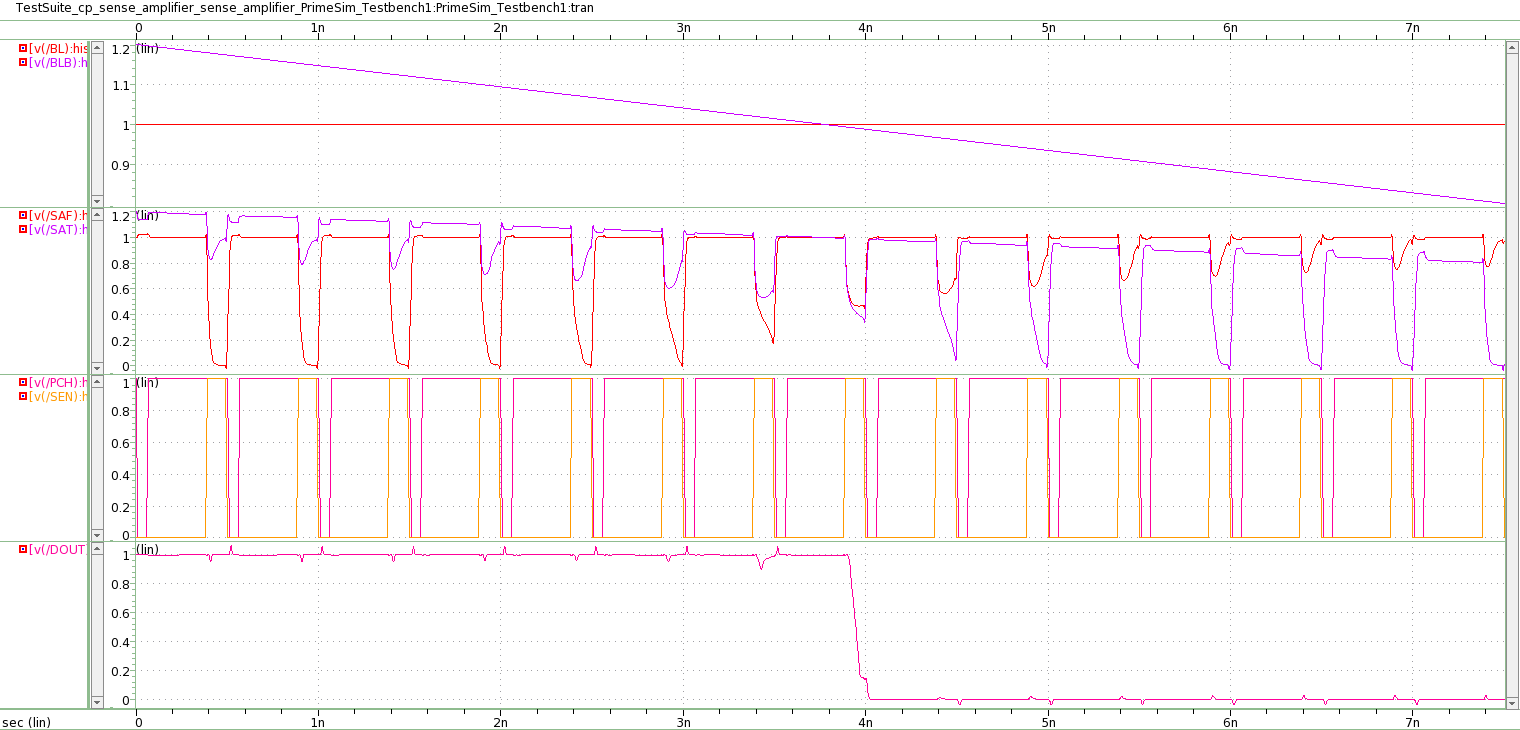 TestSuite_cp_sense_amplifier_sense_amplifier_PrimeSim_Testbench1:PrimeSim_Testbench1:tran
0 1n 2n 3n 4n 5n 6n 7n
[v(/BL):his
[v(/BLB):h
1.2 (lin)
1.1
1
0.9
[v(/SAF):h
[v(/SAT):h
1.2 (lin)
1
0.8
0.6
0.4
0.2
0
[v(/PCH):h
[v(/SEN):h
1 (lin)
0.8
0.6
0.4
0.2
0
[v(/DOUT
(lin)
1
0.8
0.6
0.4
0.2
0
sec (lin) 0 1n 2n 3n 4n 5n 6n 7n